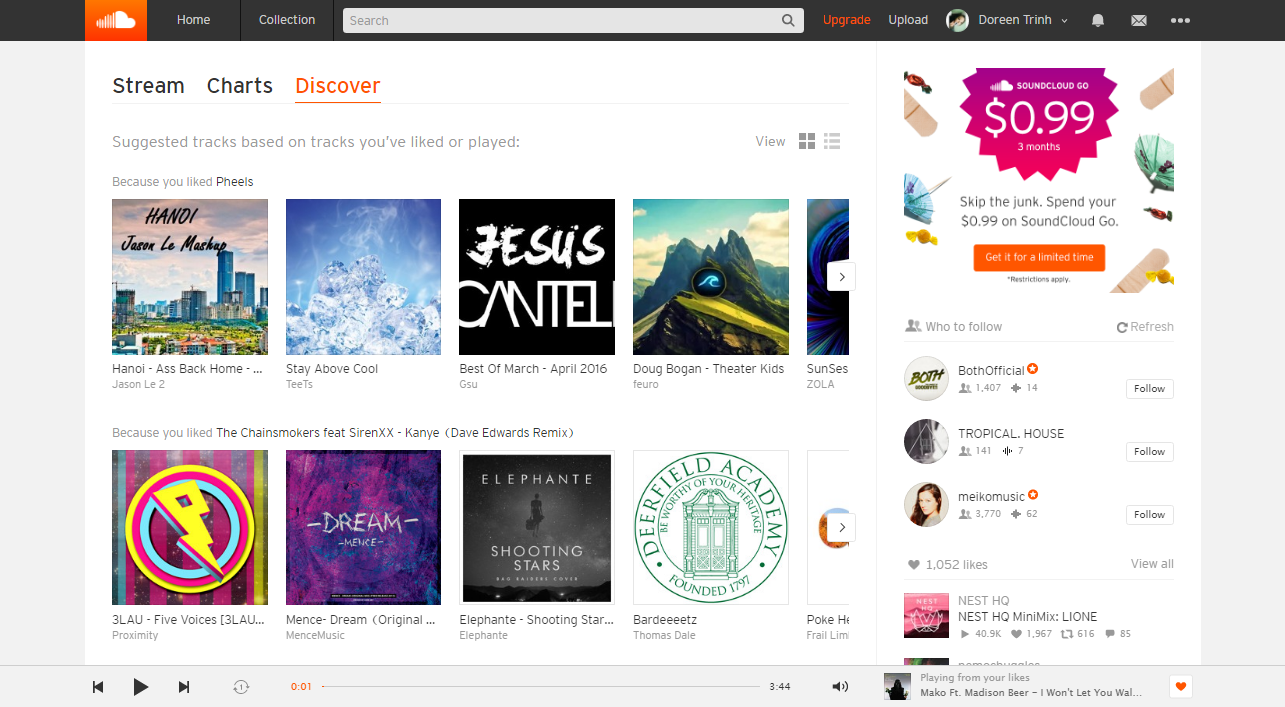 Home
Collection
Search
Upgrade
Upload
Doreen Trinh
Stream
Charts
Discover
Suggested tracks based on tracks you've liked or played:
View
Because you liked Pheels
HANOI
Jason Le Mashup
JESUS
CANTELI
Hanoi - Ass Back Home - ...
Jason Le 2
Stay Above Cool
TeeTs
Best Of March - April 2016
Gsu
Doug Bogan - Theater Kids
feuro
SunSes
ZOLA
Because you liked The Chainsmokers feat SirenXX - Kanye (Dave Edwards Remix)
-DREAM-
-MENCE-
ELEPHANTE
SHOOTING
STARS
BAD RAIDERS COVER
DEERFIELD ACADEMY
BE WORTHY OF YOUR HERITAGE
FOUNDED 1797
3LAU - Five Voices [3LAU...
Proximity
Mence- Dream (Original ...
MenceMusic
Elephante - Shooting Star...
Elephante
Bardeeeetz
Thomas Dale
Poke He
Frail Limi
SOUNDCLOUD GO
$0.99
3 months
Skip the junk. Spend your
$0.99 on SoundCloud Go.
Get it for a limited time
*Restrictions apply.
Who to follow
Refresh
BOTH
BothOfficial
1,407
14
Follow
TROPICAL. HOUSE
141
7
Follow
meikomusic
3,770
62
Follow
1,052 likes
View all
NEST
HQ
NEST HQ
NEST HQ MiniMix: LIONE
40.9K
1,967
616
85
1
0:01
3:44
Playing from your likes
Mako Ft. Madison Beer – I Won't Let You Wal...